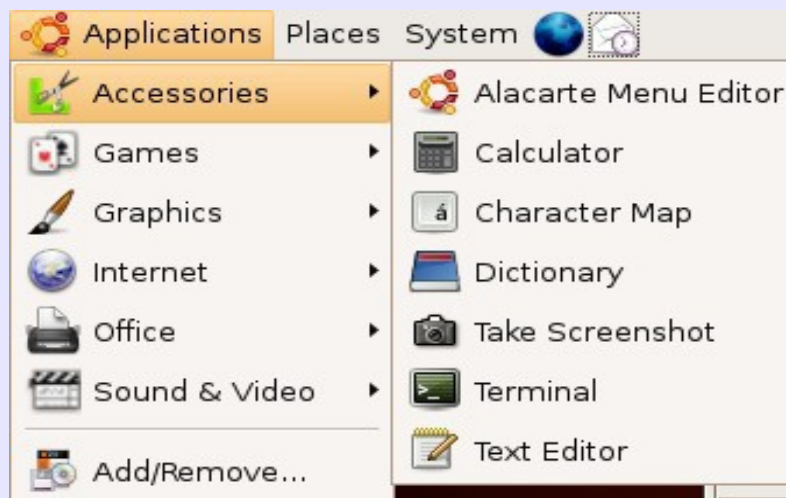 Applications Places System
Accessories
Games
Graphics
Internet
Office
Sound & Video
Add/Remove...
Alacarte Menu Editor
Calculator
á
Character Map
Dictionary
Take Screenshot
>_
Terminal
Text Editor